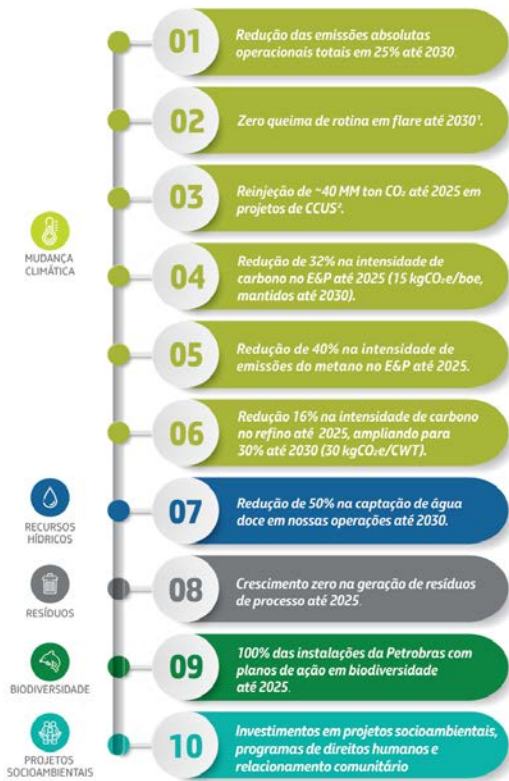 01
Redução das emissões absolutas
operacionais totais em 25% até 2030.
02
Zero queima de rotina em flare até 2030¹.
03
Reinjeção de ~40 MM ton CO₂ até 2025 em
projetos de CCUS².
MUDANÇA
CLIMÁTICA
04
Redução de 32% na intensidade de
carbono no E&P até 2025 (15 kgCO₂e/boe,
mantidos até 2030).
05
Redução de 40% na intensidade de
emissões do metano no E&P até 2025.
06
Redução 16% na intensidade de carbono
no refino até 2025, ampliando para
30% até 2030 (30 kgCO₂e/CWT).
RECURSOS
HÍDRICOS
07
Redução de 50% na captação de água
doce em nossas operações até 2030.
RESÍDUOS
08
Crescimento zero na geração de resíduos
de processo até 2025.
BIODIVERSIDADE
09
100% das instalações da Petrobras com
planos de ação em biodiversidade
até 2025.
PROJETOS
SOCIOAMBIENTAIS
10
Investimentos em projetos socioambientais,
programas de direitos humanos e
relacionamento comunitário